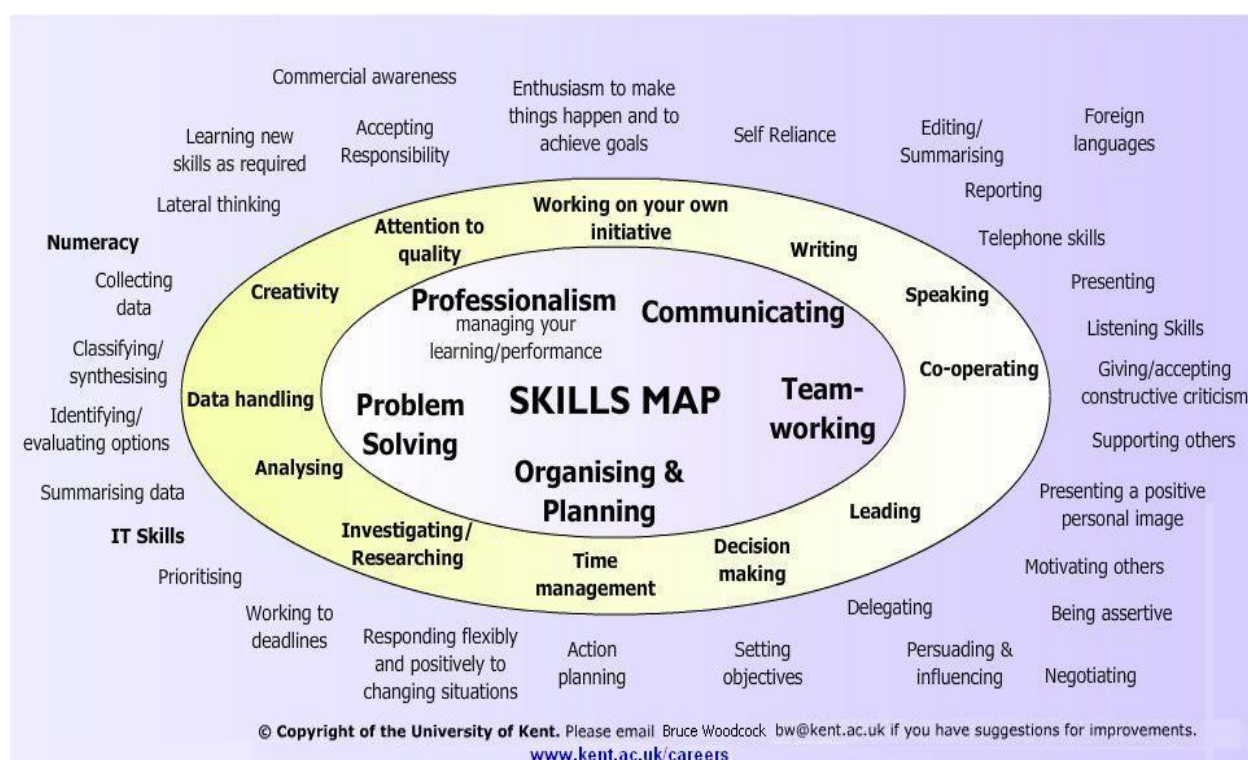 Commercial awareness
Enthusiasm to make
things happen and to
achieve goals
Learning new
skills as required
Accepting
Responsibility
Self Reliance
Editing/
Summarising
Foreign
languages
Lateral thinking
Reporting
Numeracy
Telephone skills
Collecting
data
Presenting
Classifying/
synthesising
Listening Skills
Identifying/
evaluating options
Giving/accepting
constructive criticism
Supporting others
Summarising data
Presenting a positive
personal image
IT Skills
Prioritising
Motivating others
Working to
deadlines
Delegating
Being assertive
Responding flexibly
and positively to
changing situations
Action
planning
Setting
objectives
Persuading &
influencing
Negotiating
Attention to
quality
Working on your own
initiative
Writing
Creativity
Speaking
Data handling
Co-operating
Analysing
Leading
Investigating/
Researching
Time
management
Decision
making
Professionalism
managing your
learning/performance
Communicating
Problem
Solving
SKILLS MAP
Team-
working
Organising &
Planning
© Copyright of the University of Kent. Please email Bruce Woodcock bw@kent.ac.uk if you have suggestions for improvements.
www.kent.ac.uk/careers